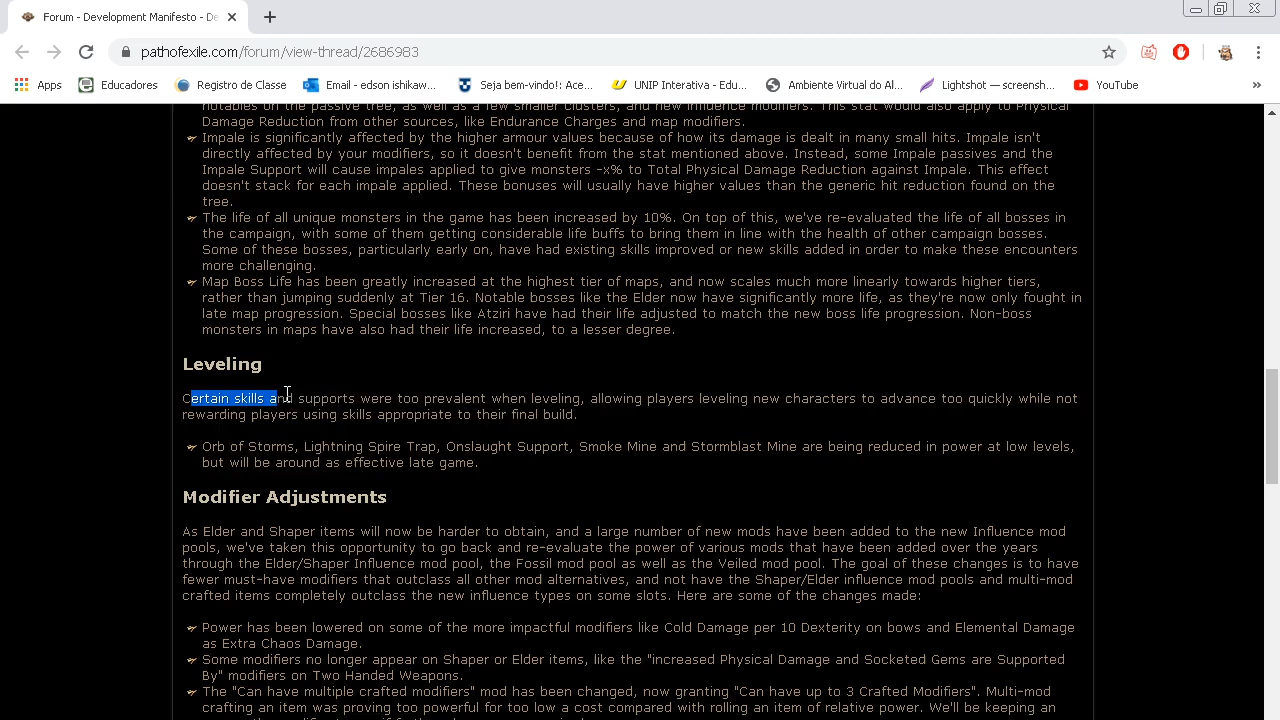 Forum - Development Manifesto - De
pathofexile.com/forum/view-thread/2686983
Apps Educadores Registro de Classe Email - edson ishikaw... Seja bem-vindo!: Ace... UNIP Interativa - Edu... Ambiente Virtual do Al... Lightshot — screensh... YouTube »
notables on the passive tree, as well as a few smaller clusters, and new influence modifiers. This stat would also apply to Physical
Damage Reduction from other sources, like Endurance Charges and map modifiers.
Impale is significantly affected by the higher armour values because of how its damage is dealt in many small hits. Impale isn't
directly affected by your modifiers, so it doesn't benefit from the stat mentioned above. Instead, some Impale passives and the
Impale Support will cause impales applied to give monsters -x% to Total Physical Damage Reduction against Impale. This effect
doesn't stack for each impale applied. These bonuses will usually have higher values than the generic hit reduction found on the
tree.
The life of all unique monsters in the game has been increased by 10%. On top of this, we've re-evaluated the life of all bosses in
the campaign, with some of them getting considerable life buffs to bring them in line with the health of other campaign bosses.
Some of these bosses, particularly early on, have had existing skills improved or new skills added in order to make these encounters
more challenging.
Map Boss Life has been greatly increased at the highest tier of maps, and now scales much more linearly towards higher tiers,
rather than jumping suddenly at Tier 16. Notable bosses like the Elder now have significantly more life, as they're now only fought in
late map progression. Special bosses like Atziri have had their life adjusted to match the new boss life progression. Non-boss
monsters in maps have also had their life increased, to a lesser degree.
Leveling
Certain skills and supports were too prevalent when leveling, allowing players leveling new characters to advance too quickly while not
rewarding players using skills appropriate to their final build.
Orb of Storms, Lightning Spire Trap, Onslaught Support, Smoke Mine and Stormblast Mine are being reduced in power at low levels,
but will be around as effective late game.
Modifier Adjustments
As Elder and Shaper items will now be harder to obtain, and a large number of new mods have been added to the new Influence mod
pools, we've taken this opportunity to go back and re-evaluate the power of various mods that have been added over the years
through the Elder/Shaper Influence mod pool, the Fossil mod pool as well as the Veiled mod pool. The goal of these changes is to have
fewer must-have modifiers that outclass all other mod alternatives, and not have the Shaper/Elder influence mod pools and multi-mod
crafted items completely outclass the new influence types on some slots. Here are some of the changes made:
Power has been lowered on some of the more impactful modifiers like Cold Damage per 10 Dexterity on bows and Elemental Damage
as Extra Chaos Damage.
Some modifiers no longer appear on Shaper or Elder items, like the "increased Physical Damage and Socketed Gems are Supported
By" modifiers on Two Handed Weapons.
The "Can have multiple crafted modifiers" mod has been changed, now granting "Can have up to 3 Crafted Modifiers". Multi-mod
crafting an item was proving too powerful for too low a cost compared with rolling an item of relative power. We'll be keeping an